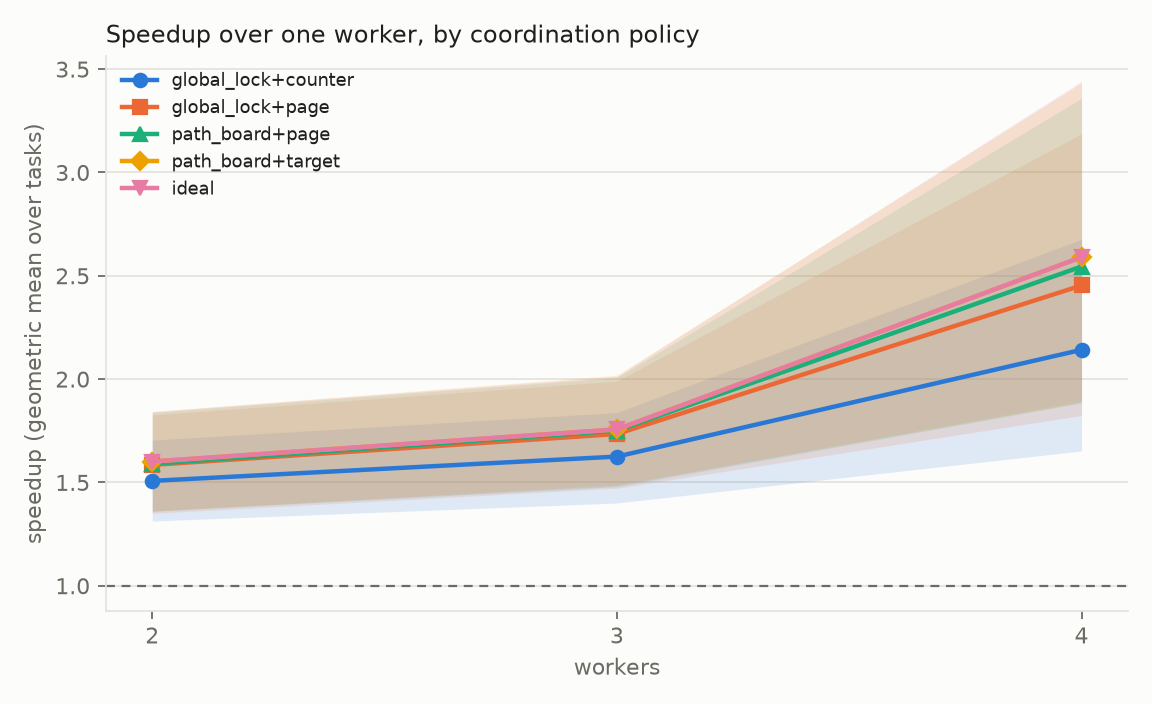 Speedup over one worker, by coordination policy
global_lock+counter
global_lock+page
path_board+page
path_board+target
ideal
speedup (geometric mean over tasks)
3.5
3.0
2.5
2.0
1.5
1.0
2
3
4
workers